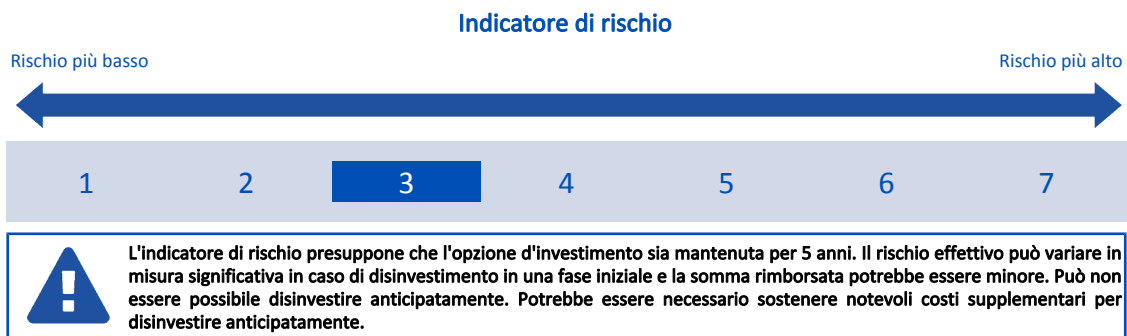 Indicatore di rischio
Rischio più basso
Rischio più alto
1 2 3 4 5 6 7
L'indicatore di rischio presuppone che l'opzione d'investimento sia mantenuta per 5 anni. Il rischio effettivo può variare in
misura significativa in caso di disinvestimento in una fase iniziale e la somma rimborsata potrebbe essere minore. Può non
essere possibile disinvestire anticipatamente. Potrebbe essere necessario sostenere notevoli costi supplementari per
disinvestire anticipatamente.